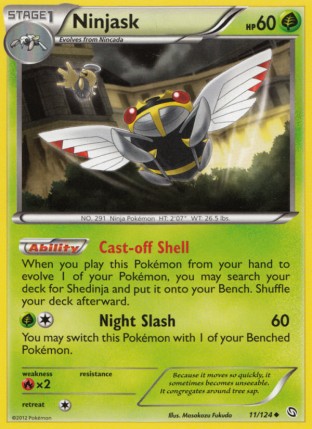 STAGE1
Ninjask
HP60
Evolves from Nincada
NO. 291 Ninja Pokémon HT. 2'07" WT. 26.5 lbs.
Ability Cast-off Shell
When you play this Pokémon from your hand to
evolve 1 of your Pokémon, you may search your
deck for Shedinja and put it onto your Bench. Shuffle
your deck afterward.
Night Slash 60
You may switch this Pokémon with 1 of your Benched
Pokémon.
weakness
×2
resistance
retreat
Because it moves so quickly, it
sometimes becomes unseeable.
It congregates around tree sap.
©2012 Pokémon
Illus. Masakazu Fukuda
11/124